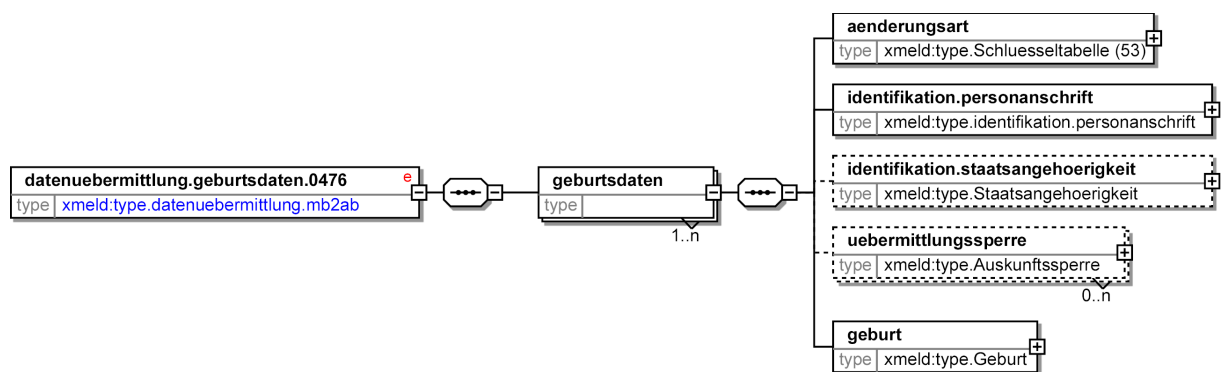 datenuebermittlung.geburtsdaten.0476 e
type xmeld:type.datenuebermittlung.mb2ab
geburtsdaten
type
1..n
aenderungsart
type xmeld:type.Schluesseltabelle (53)
identifikation.personanschrift
type xmeld:type.identifikation.personanschrift
identifikation.staatsangehoerigkeit
type xmeld:type.Staatsangehoerigkeit
uebermittlungssperre
type xmeld:type.Auskunftssperre
0..n
geburt
type xmeld:type.Geburt